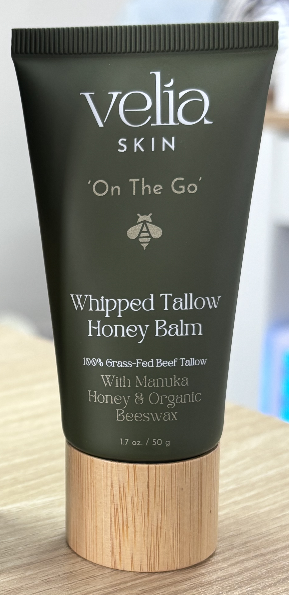 velia
SKIN
'On The Go'
Whipped Tallow
Honey Balm
100% Grass-Fed Beef Tallow
With Manuka
Honey & Organic
Beeswax
1.7 oz. / 50 g